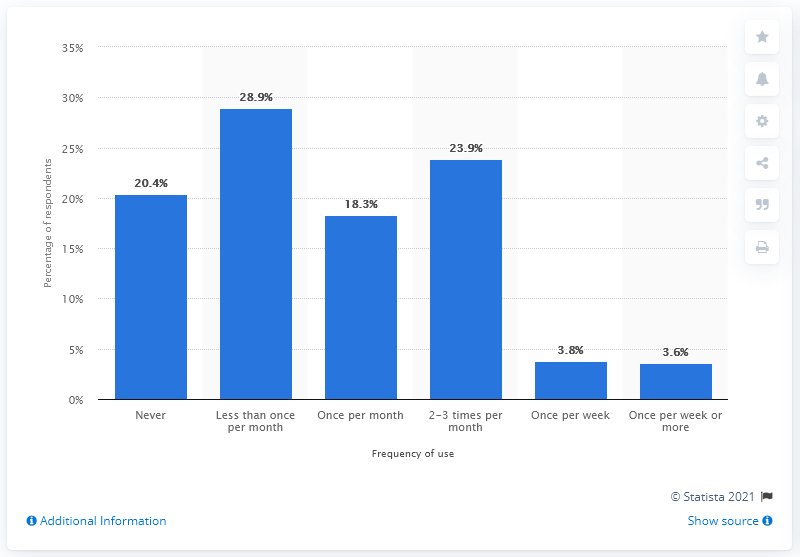 35%
30%
25%
20%
15%
10%
5%
0%
Percentage of respondents
20.4%
28.9%
18.3%
23.9%
3.8%
3.6%
Never
Less than once
per month
Once per month
2-3 times per
month
Once per week
Once per week or
more
Frequency of use
© Statista 2021
Additional Information
Show source